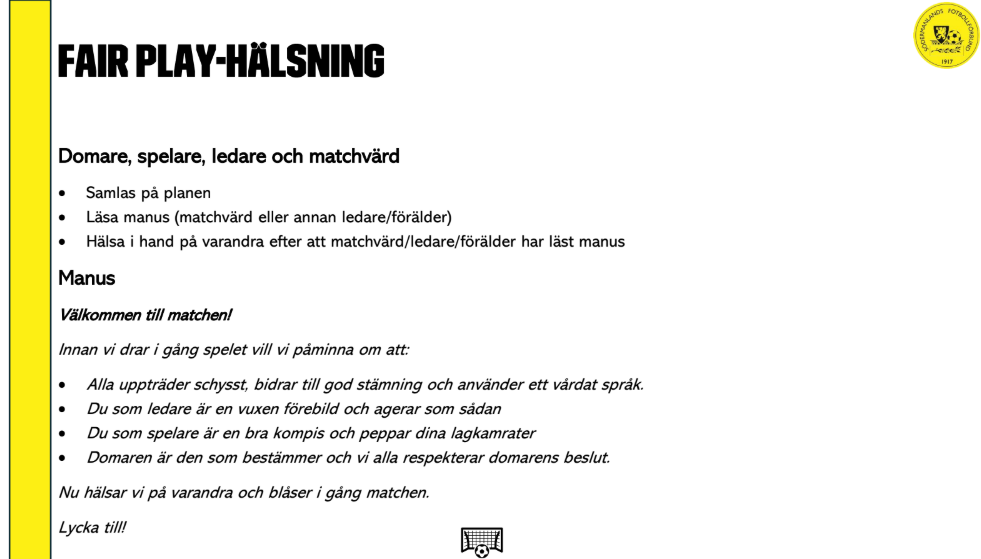 FAIR PLAY-HÄLSNING
SÖDERMANLANDS FOTBOLLFÖRBUND
1917
Domare, spelare, ledare och matchvärd
• Samlas på planen
• Läsa manus (matchvärd eller annan ledare/förälder)
• Hälsa i hand på varandra efter att matchvärd/ledare/förälder har läst manus
Manus
Välkommen till matchen!
Innan vi drar i gång spelet vill vi påminna om att:
• Alla uppträder schysst, bidrar till god stämning och använder ett vårdat språk.
• Du som ledare är en vuxen förebild och agerar som sådan
• Du som spelare är en bra kompis och peppar dina lagkamrater
• Domaren är den som bestämmer och vi alla respekterar domarens beslut.
Nu hälsar vi på varandra och blåser i gång matchen.
Lycka till!